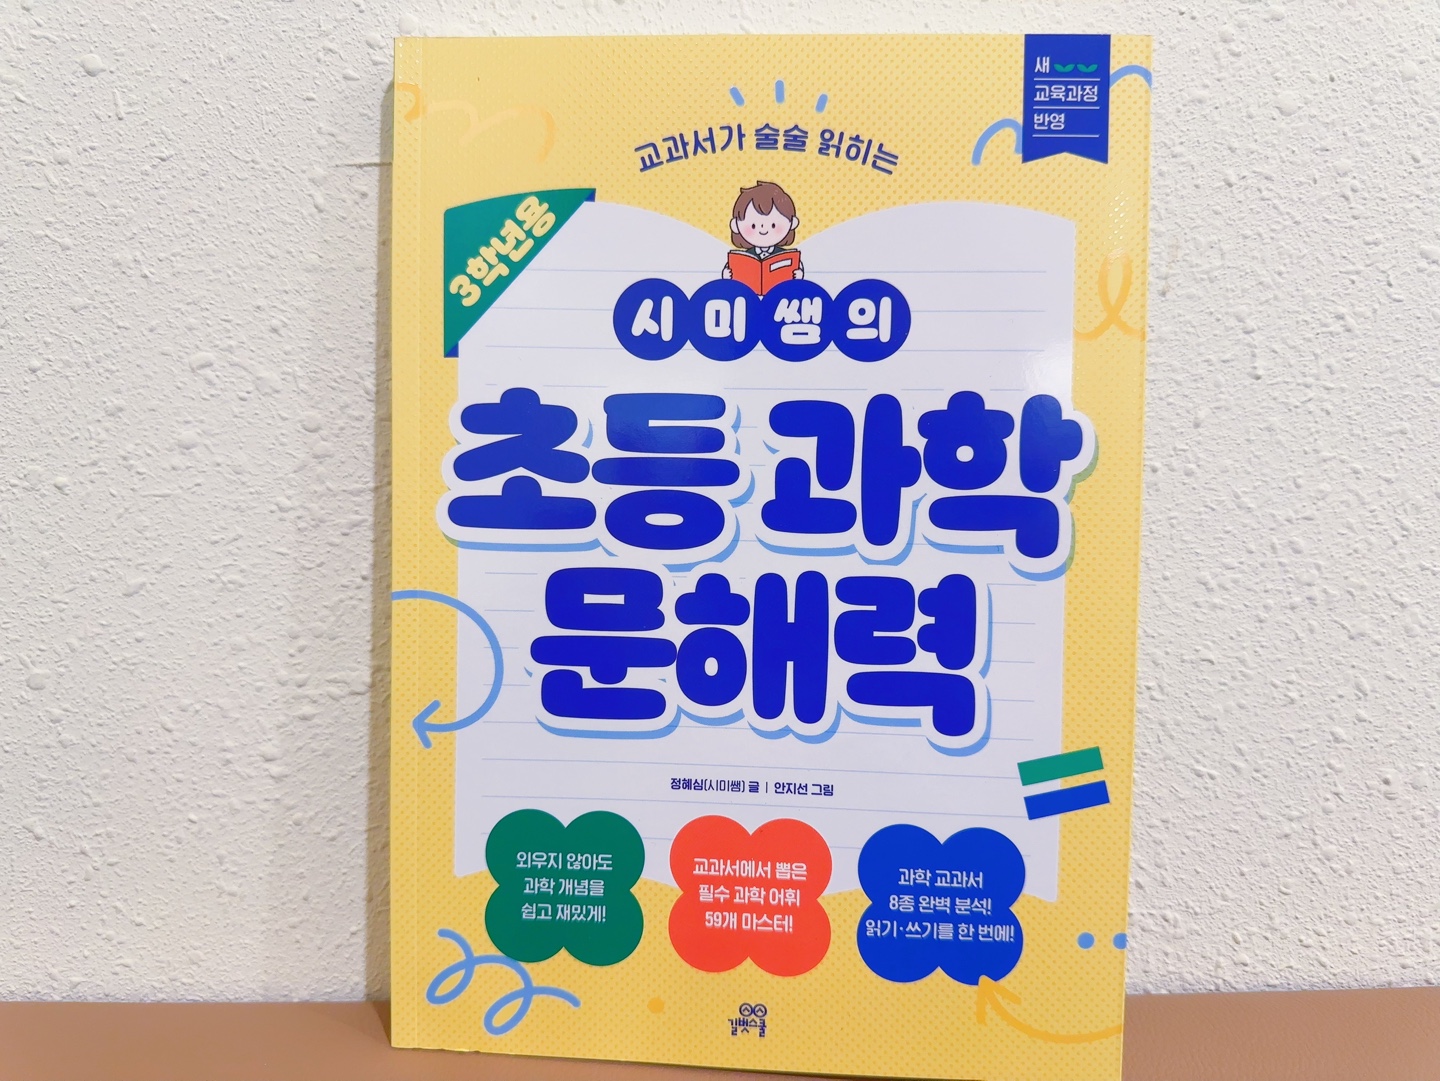 새
교육과정
반영
교과서가 술술 읽히는
3학년용
시미쌤의
초등 과학
문해력
정혜심(시미쌤) 글 | 안지선 그림
외우지 않아도
과학 개념을
쉽고 재밌게!
교과서에서 뽑은
필수 과학 어휘
59개 마스터!
과학 교과서
8종 완벽 분석!
읽기·쓰기를 한 번에!
길벗스쿨